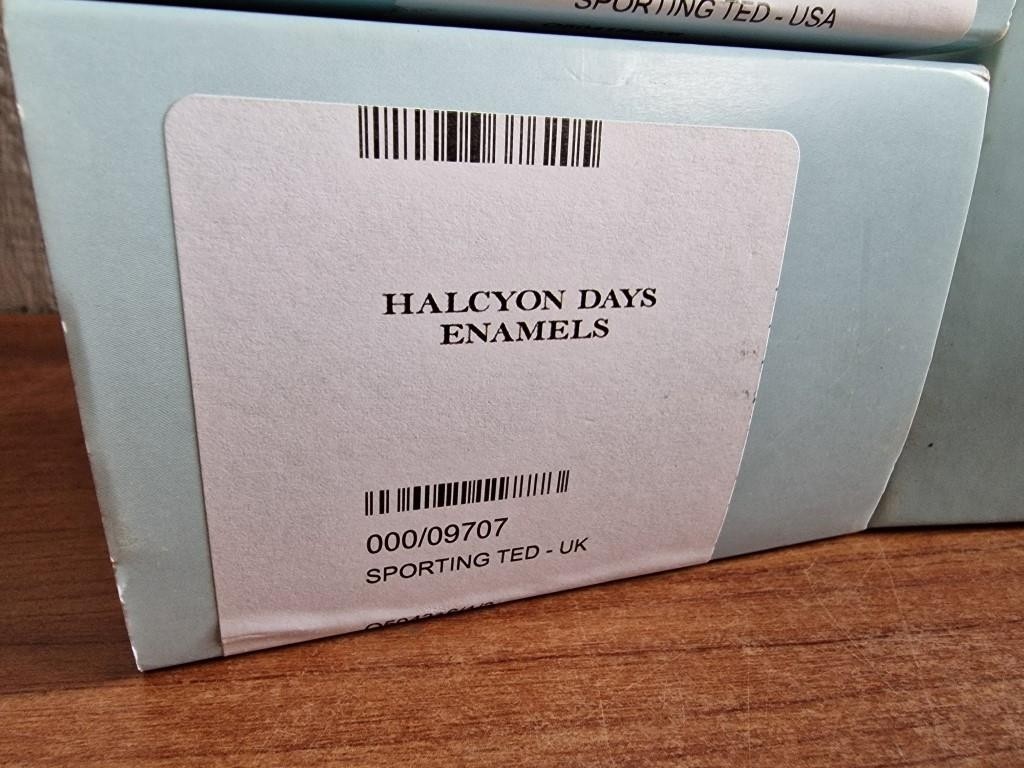 SPORTING TED - USA
HALCYON DAYS
ENAMELS
000/09707
SPORTING TED - UK